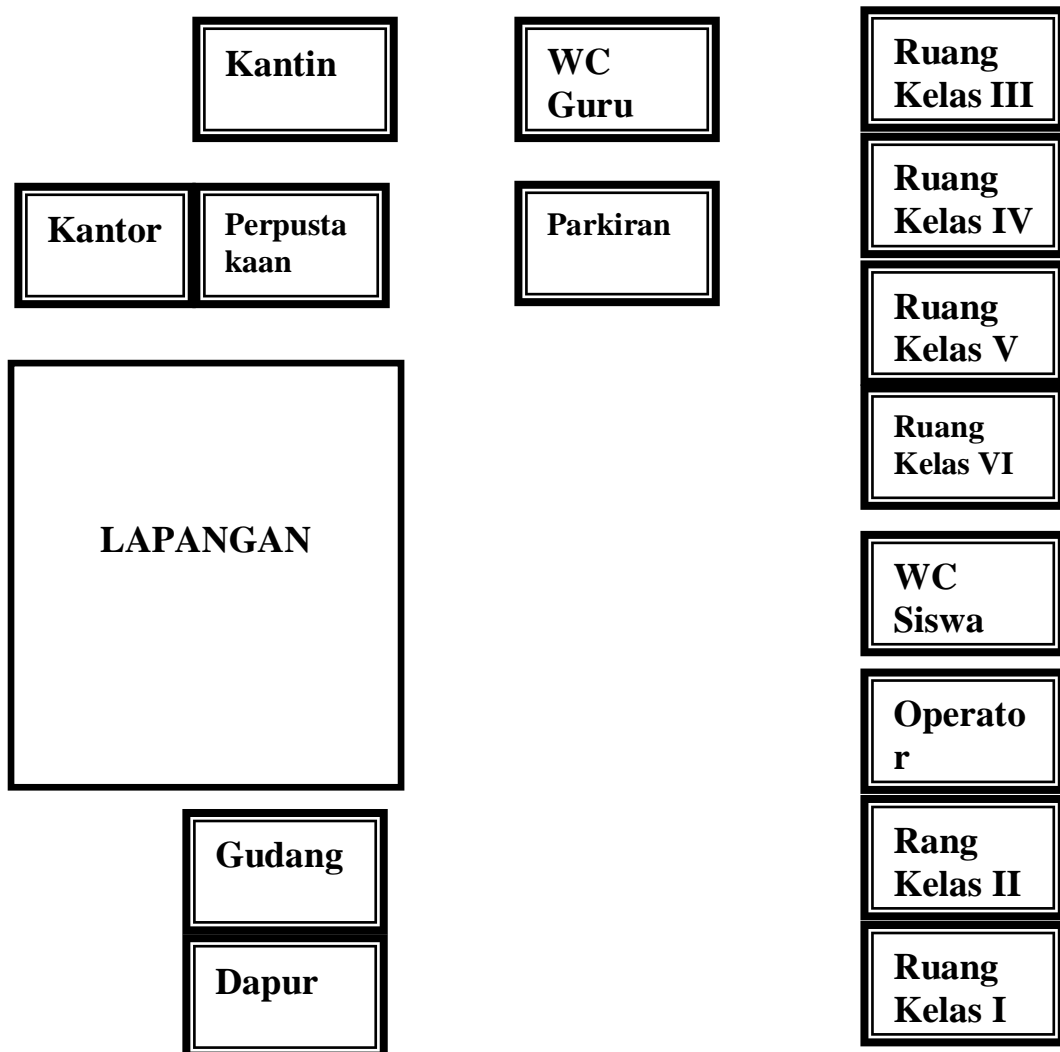 Kantin
WC
Guru
Ruang
Kelas III
Ruang
Kelas IV
Kantor
Perpusta
kaan
Parkiran
Ruang
Kelas V
Ruang
Kelas VI
LAPANGAN
WC
Siswa
Operato
r
Gudang
Rang
Kelas II
Dapur
Ruang
Kelas I